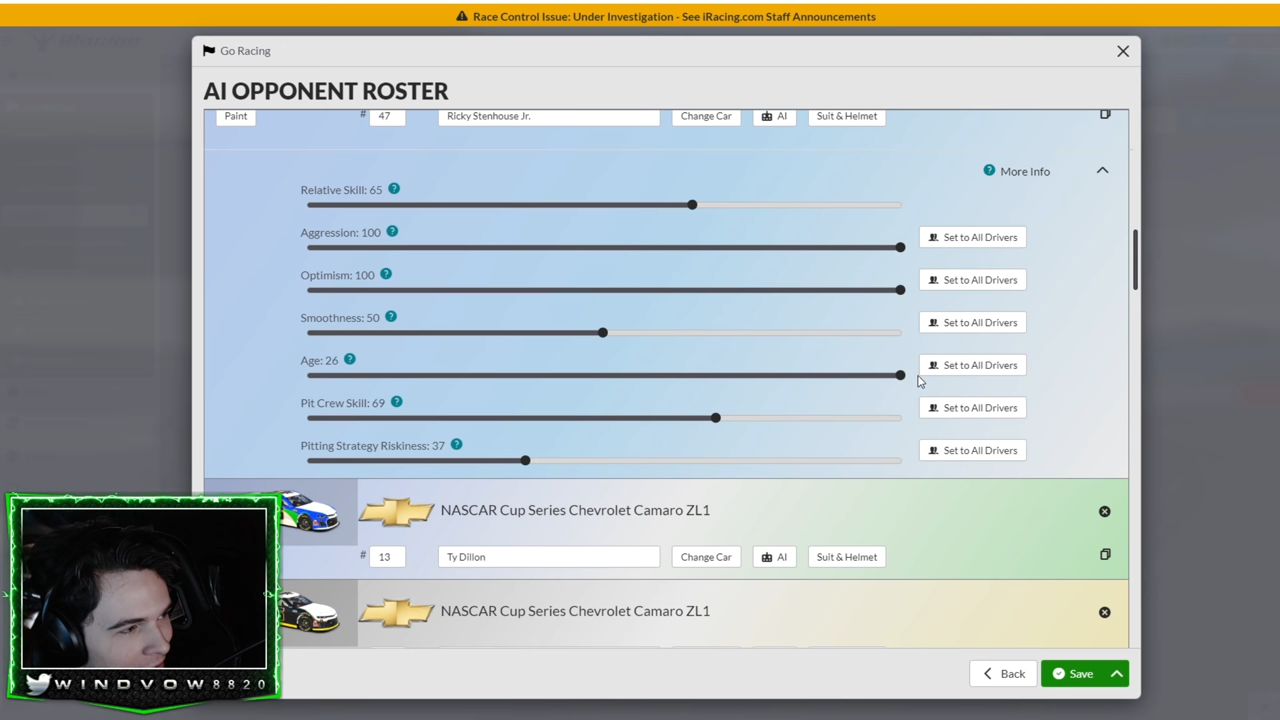 Race Control Issue: Under Investigation - See iRacing.com Staff Announcements
Go Racing
AI OPPONENT ROSTER
Paint # 47 Ricky Stenhouse Jr. Change Car AI Suit & Helmet
More Info
Relative Skill: 65
Aggression: 100
Set to All Drivers
Optimism: 100
Set to All Drivers
Smoothness: 50
Set to All Drivers
Age: 26
Set to All Drivers
Pit Crew Skill: 69
Set to All Drivers
Pitting Strategy Riskiness: 37
Set to All Drivers
NASCAR Cup Series Chevrolet Camaro ZL1
# 13 Ty Dillon Change Car AI Suit & Helmet
NASCAR Cup Series Chevrolet Camaro ZL1
Back Save
WINDVOW8820